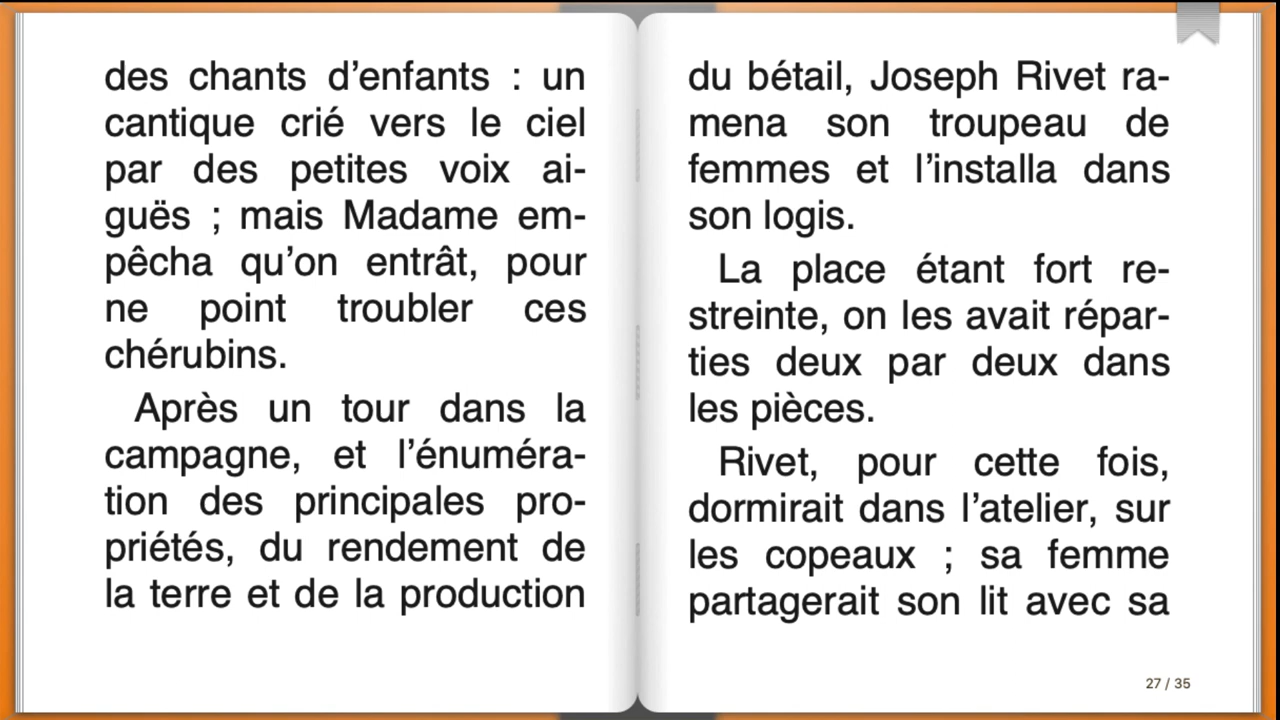 des chants d’enfants : un
cantique crié vers le ciel
par des petites voix ai-
guës ; mais Madame em-
pêcha qu’on entrât, pour
ne point troubler ces
chérubins.
Après un tour dans la
campagne, et l’énuméra-
tion des principales pro-
priétés, du rendement de
la terre et de la production
du bétail, Joseph Rivet ra-
mena son troupeau de
femmes et l’installa dans
son logis.
La place étant fort re-
streinte, on les avait répar-
ties deux par deux dans
les pièces.
Rivet, pour cette fois,
dormirait dans l’atelier, sur
les copeaux ; sa femme
partagerait son lit avec sa
27 / 35